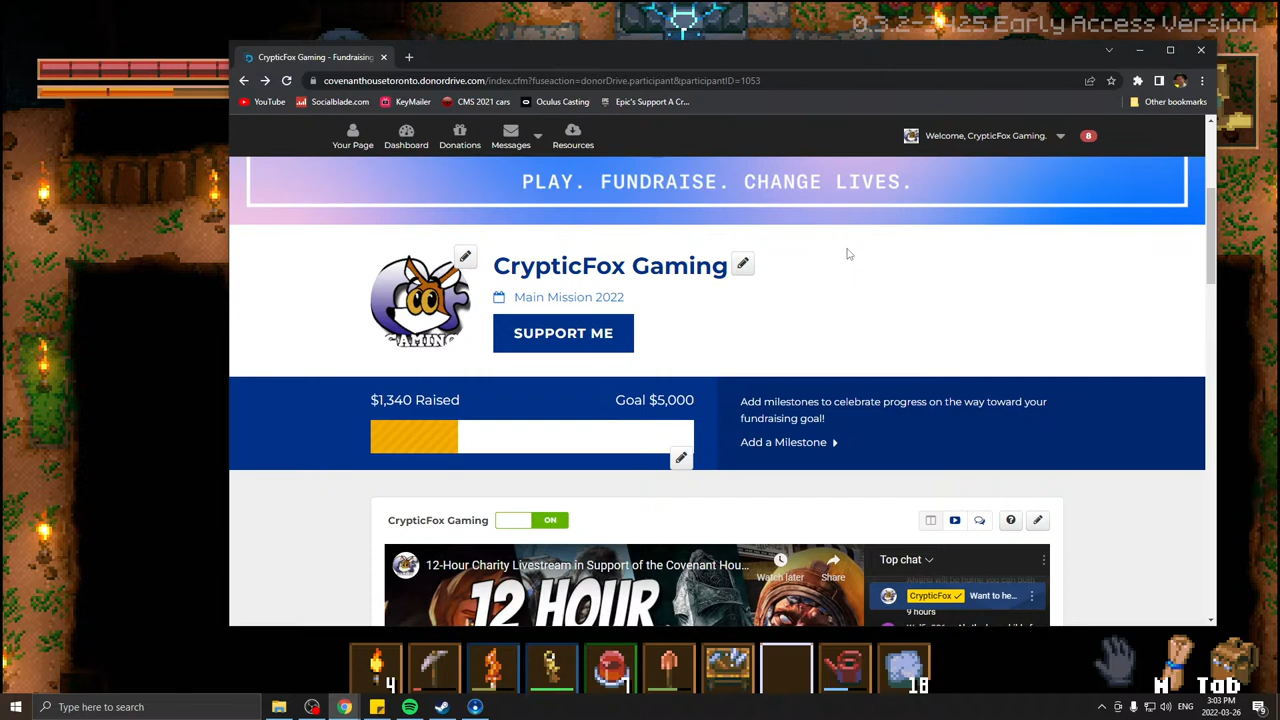 0.3.2-3425 Early Access Version
CrypticFox Gaming - Fundraising
covenanthousetoronto.donordrive.com/index.cfm?fuseaction=donorDrive.participant&participantID=1053
YouTube Socialblade.com KeyMailer CMS 2021 cars Oculus Casting Epic's Support A Cr... Other bookmarks
Your Page Dashboard Donations Messages Resources Welcome, CrypticFox Gaming. 8
PLAY. FUNDRAISE. CHANGE LIVES.
CrypticFox Gaming
Main Mission 2022
GAMING
SUPPORT ME
$1,340 Raised Goal $5,000
Add milestones to celebrate progress on the way toward your
fundraising goal!
Add a Milestone
CrypticFox Gaming ON
12-Hour Charity Livestream in Support of the Covenant Hou...
Watch later Share
Top chat
CrypticFox Want to he...
9 hours
12 HOUR
4 18 M Tab
Type here to search
ENG 3:03 PM
2022-03-26
9